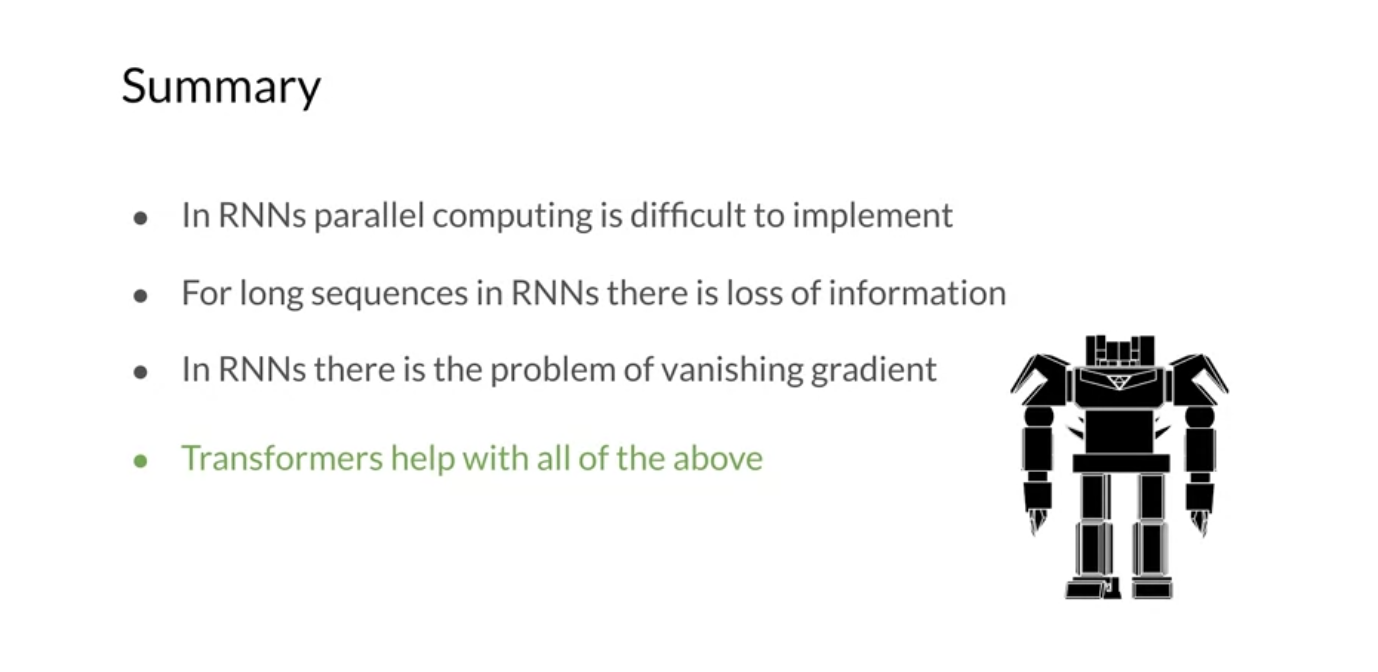 Summary
● In RNNs parallel computing is difficult to implement
● For long sequences in RNNs there is loss of information
● In RNNs there is the problem of vanishing gradient
● Transformers help with all of the above